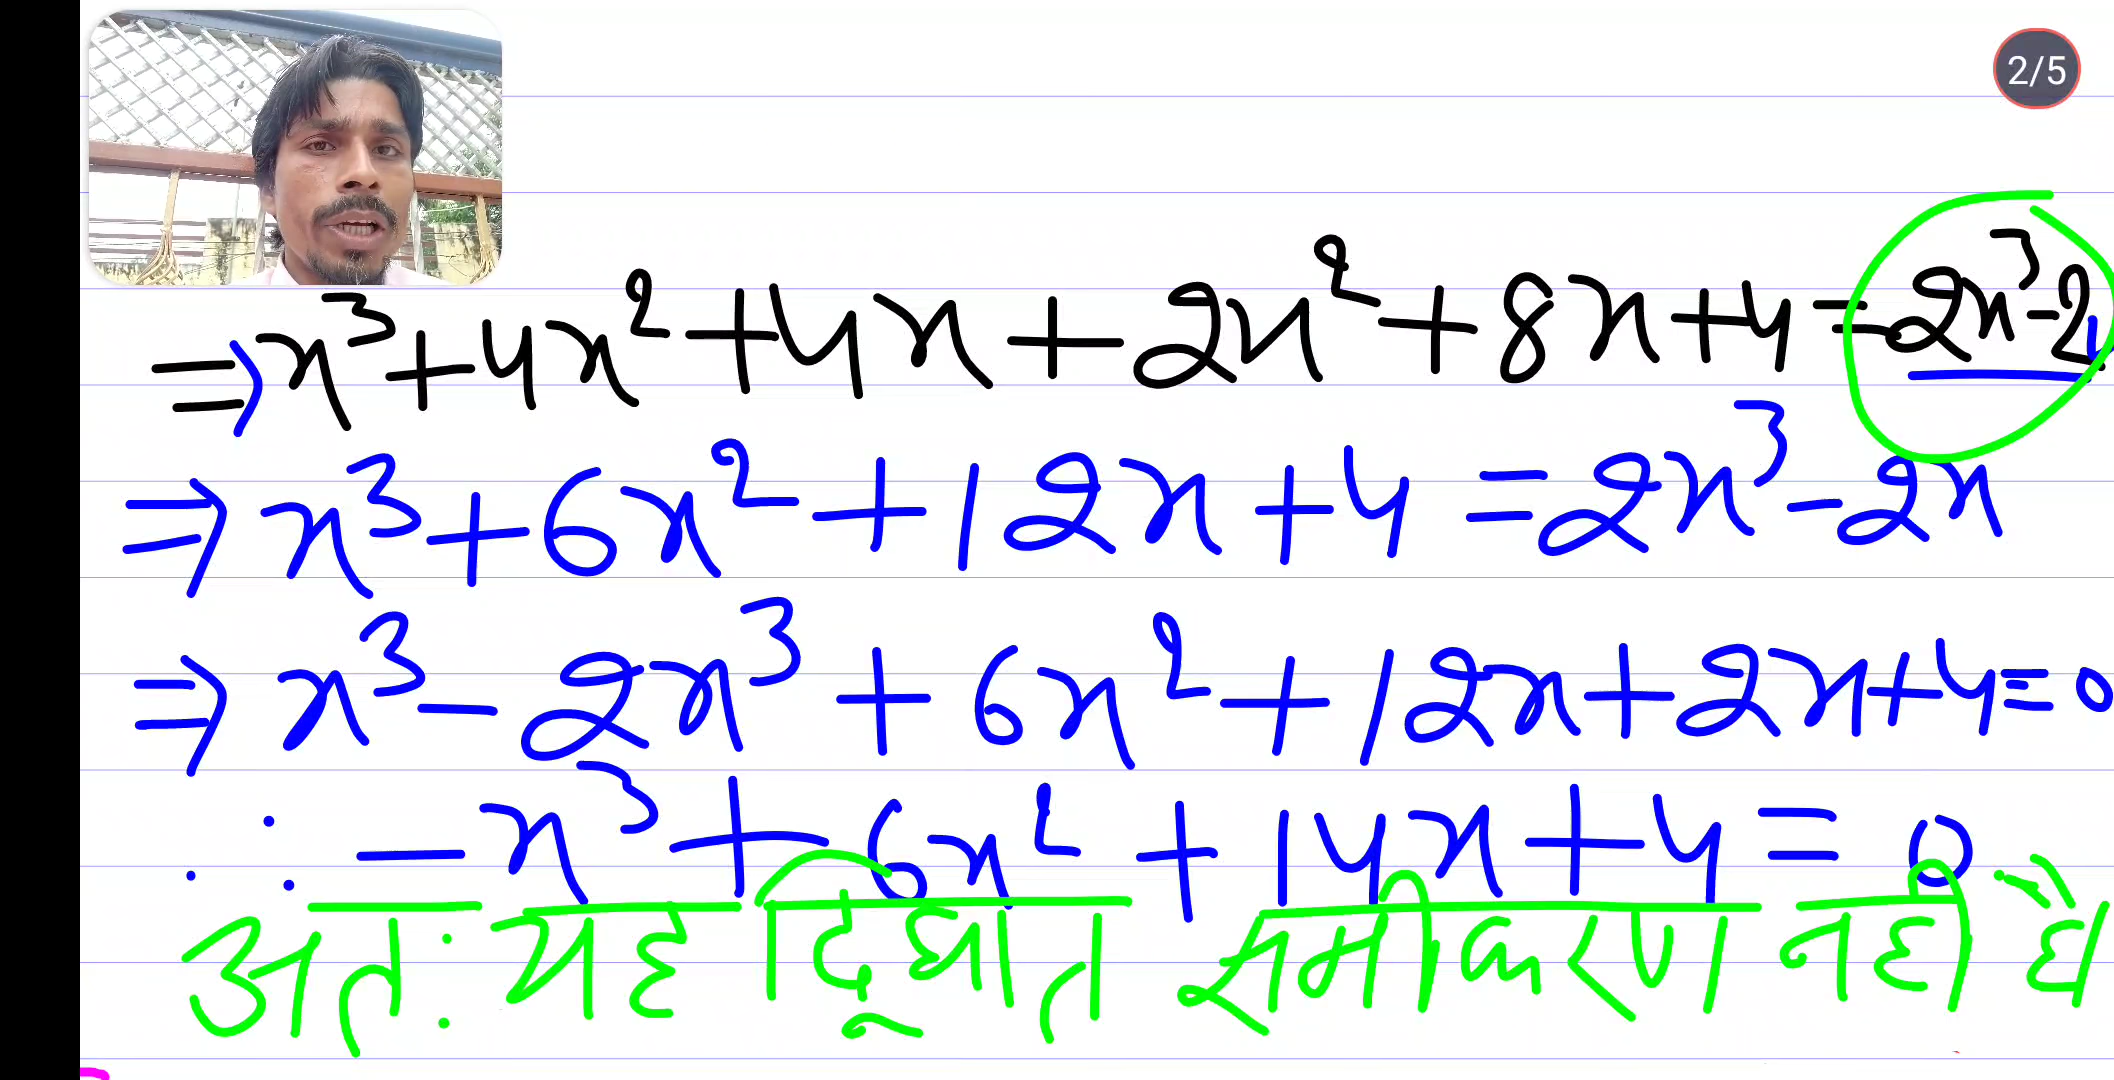 2/5
⇒ x³ + 4x² + 4x + 2x² + 8x + 4 = 2x³ - 2
⇒ x³ + 6x² + 12x + 4 = 2x³ - 2x
⇒ x³ - 2x³ + 6x² + 12x + 2x + 4 = 0
∴ -x³ + 6x² + 14x + 4 = 0
अत: यह द्विघात समीकरण नही है